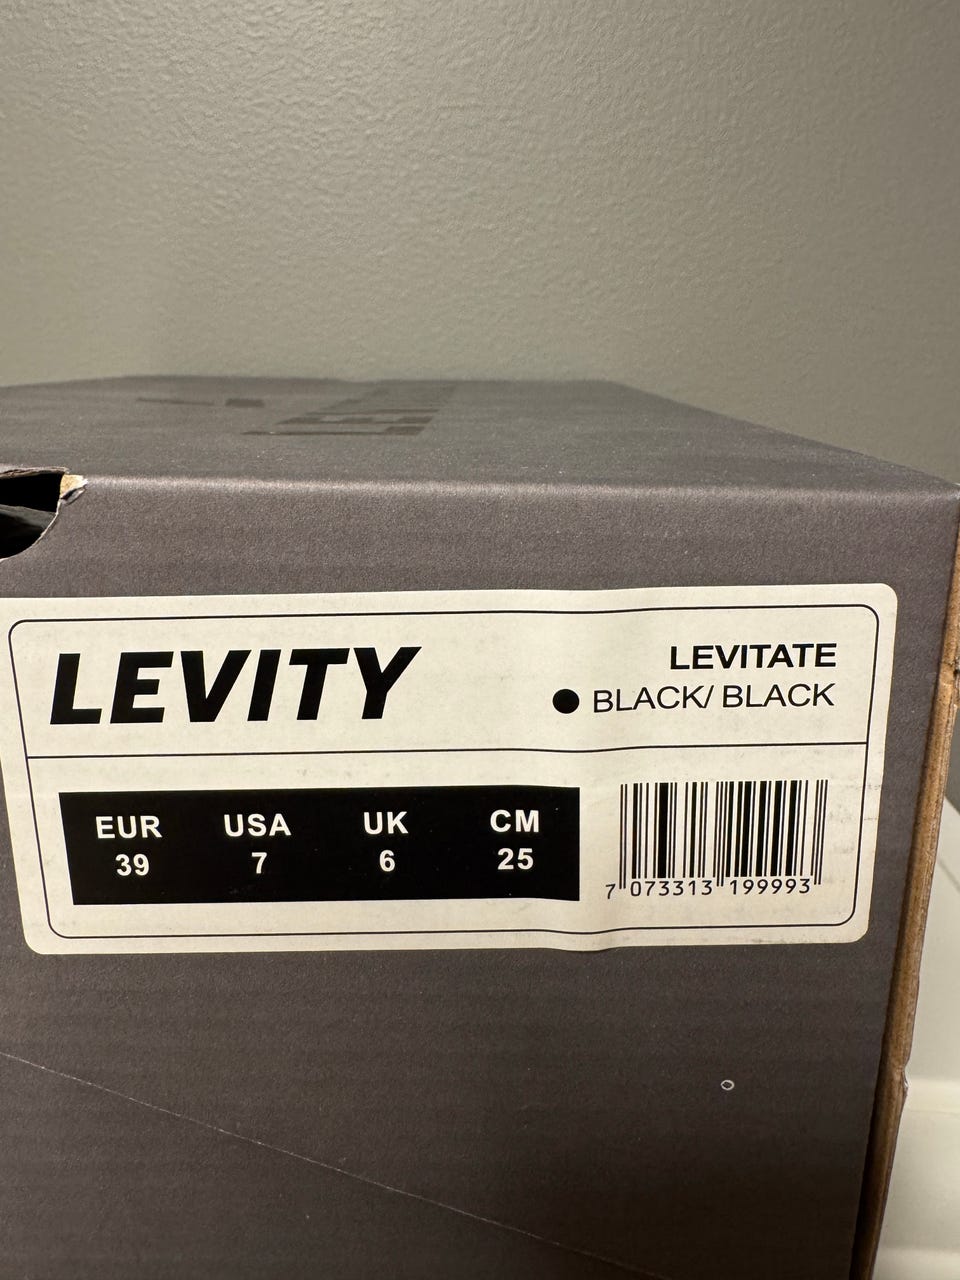 LEVITY
LEVITATE
BLACK/ BLACK
EUR USA UK CM
39 7 6 25
7 073313 199993